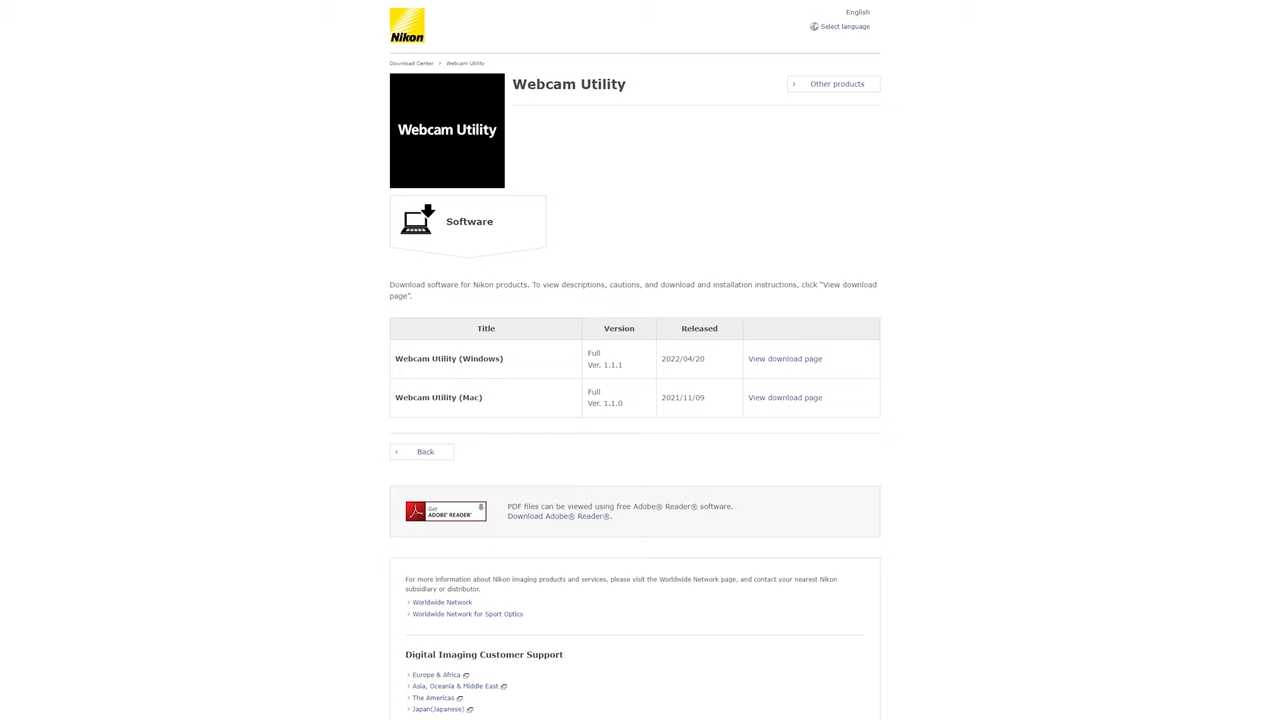 English
Nikon
Select language
Download Center > Webcam Utility
Webcam Utility
Webcam Utility
Other products
Software
Download software for Nikon products. To view descriptions, cautions, and download and installation instructions, click “View download
page”.
Title Version Released
Webcam Utility (Windows) Full Ver. 1.1.1 2022/04/20 View download page
Webcam Utility (Mac) Full Ver. 1.1.0 2021/11/09 View download page
Back
Get ADOBE® READER®
PDF files can be viewed using free Adobe® Reader® software.
Download Adobe® Reader®.
For more information about Nikon imaging products and services, please visit the Worldwide Network page, and contact your nearest Nikon
subsidiary or distributor.
Worldwide Network
Worldwide Network for Sport Optics
Digital Imaging Customer Support
Europe & Africa
Asia, Oceania & Middle East
The Americas
Japan(Japanese)